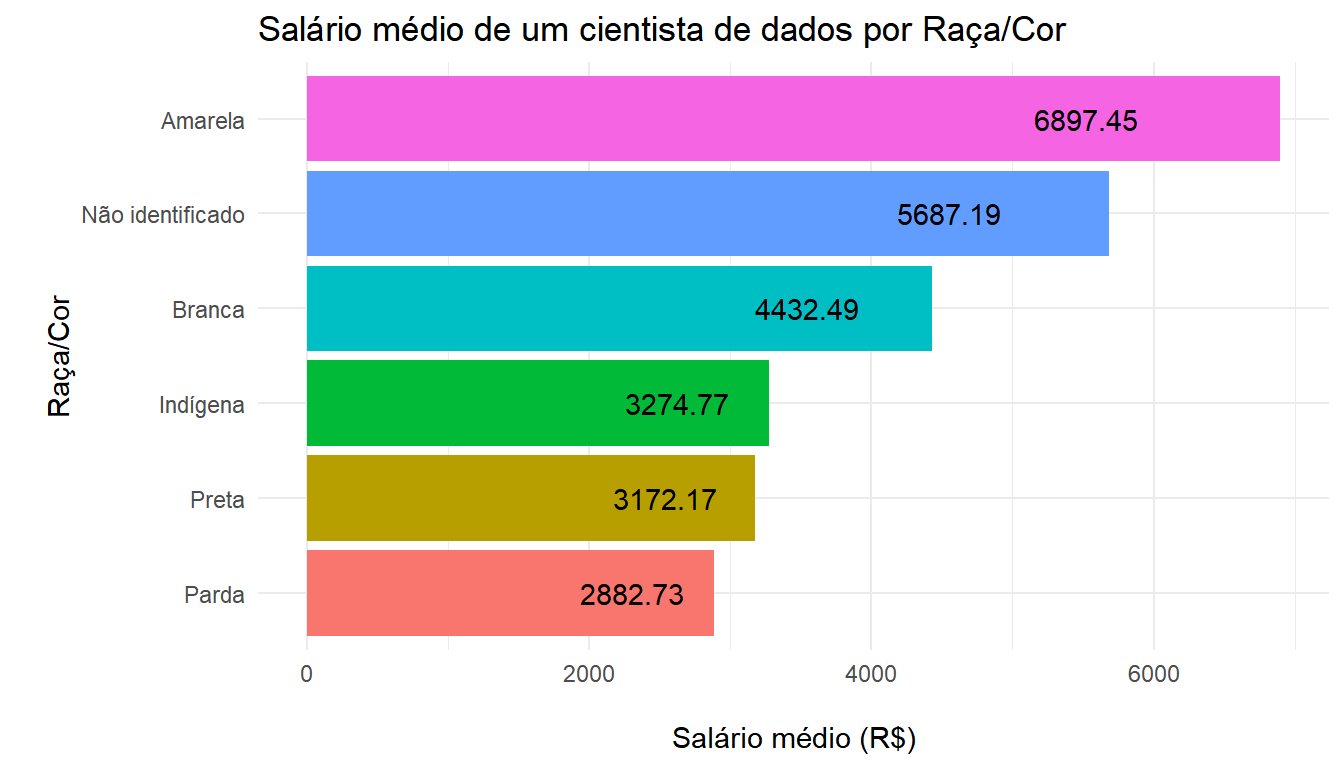 Salário médio de um cientista de dados por Raça/Cor
Amarela
6897.45
Não identificado
5687.19
Branca
4432.49
Indígena
3274.77
Preta
3172.17
Parda
2882.73
Raça/Cor
0 2000 4000 6000
Salário médio (R$)